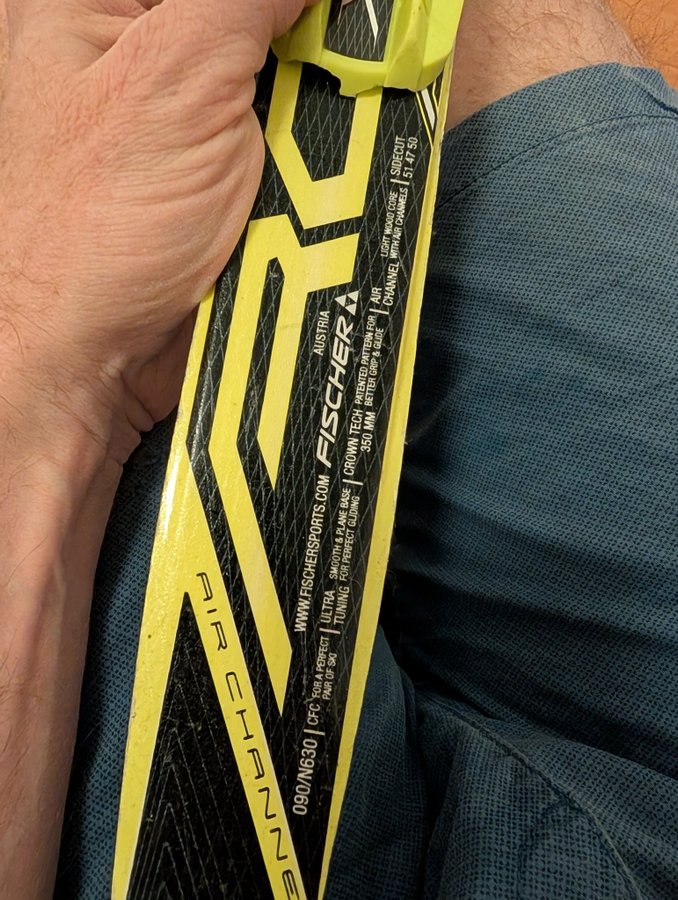 RC
AUSTRIA
WWW.FISCHERSPORTS.COM FISCHER
090/N630 | CFC FOR A PERFECT PAIR OF SKI | ULTRA TUNING SMOOTH & PLANE BASE FOR PERFECT GLIDING | CROWN TECH 350 MM PATENTED PATTERN FOR BETTER GRIP & GLIDE | AIR CHANNEL LIGHT WOOD CORE WITH AIR CHANNELS | SIDECUT 51 47 50
AIR CHANNE